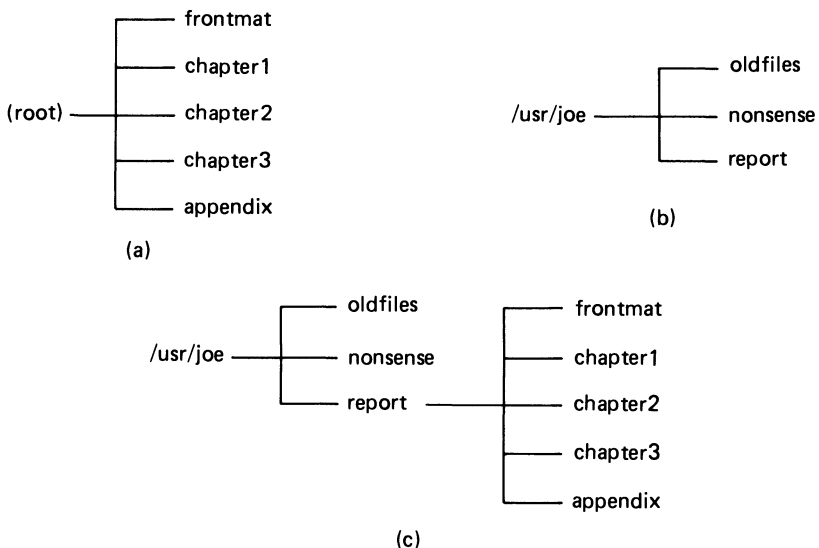 frontmat
chapter1
(root)
chapter2
chapter3
appendix
(a)
oldfiles
/usr/joe
nonsense
report
(b)
oldfiles
/usr/joe
nonsense
report
frontmat
chapter1
chapter2
chapter3
appendix
(c)